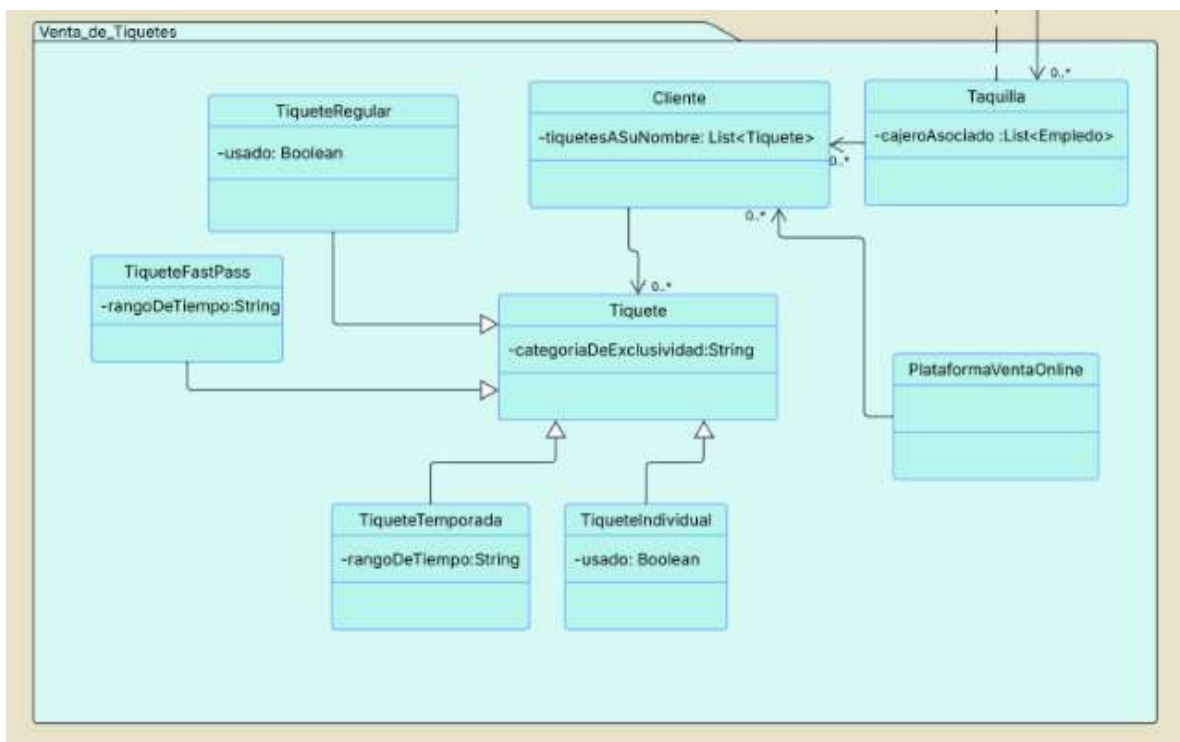 Venta_de_Tiquetes
0..*
TiqueteRegular
-usado: Boolean
Cliente
-tiquetesASuNombre: List<Tiquete>
Taquilla
-cajeroAsociado :List<Empledo>
0..*
0..*
TiqueteFastPass
-rangoDeTiempo:String
0..*
Tiquete
-categoriaDeExclusividad:String
PlataformaVentaOnline
TiqueteTemporada
-rangoDeTiempo:String
TiqueteIndividual
-usado: Boolean